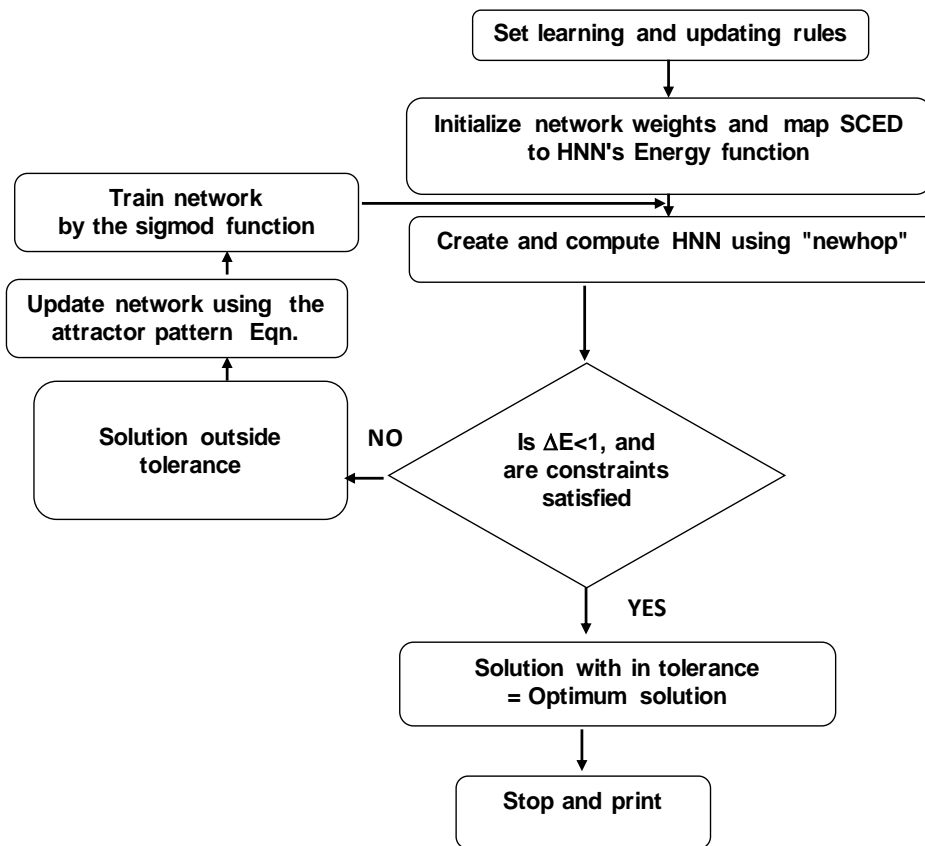 Set learning and updating rules
Initialize network weights and map SCED
to HNN's Energy function
Train network
by the sigmod function
Create and compute HNN using "newhop"
Update network using the
attractor pattern Eqn.
Solution outside
tolerance
NO
Is ΔE<1, and
are constraints
satisfied
YES
Solution with in tolerance
= Optimum solution
Stop and print